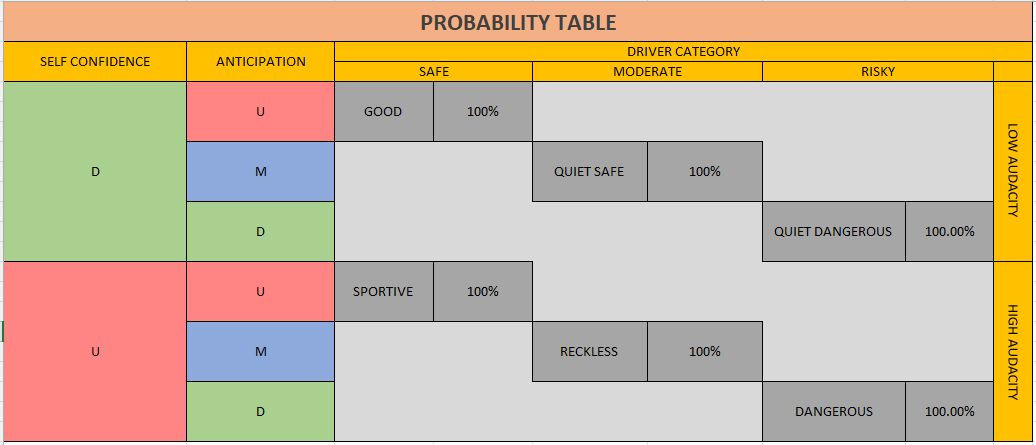 PROBABILITY TABLE
SELF CONFIDENCE ANTICIPATION DRIVER CATEGORY
SAFE MODERATE RISKY
D U GOOD 100% LOW AUDACITY
M QUIET SAFE 100%
D QUIET DANGEROUS 100.00%
U U SPORTIVE 100% HIGH AUDACITY
M RECKLESS 100%
D DANGEROUS 100.00%